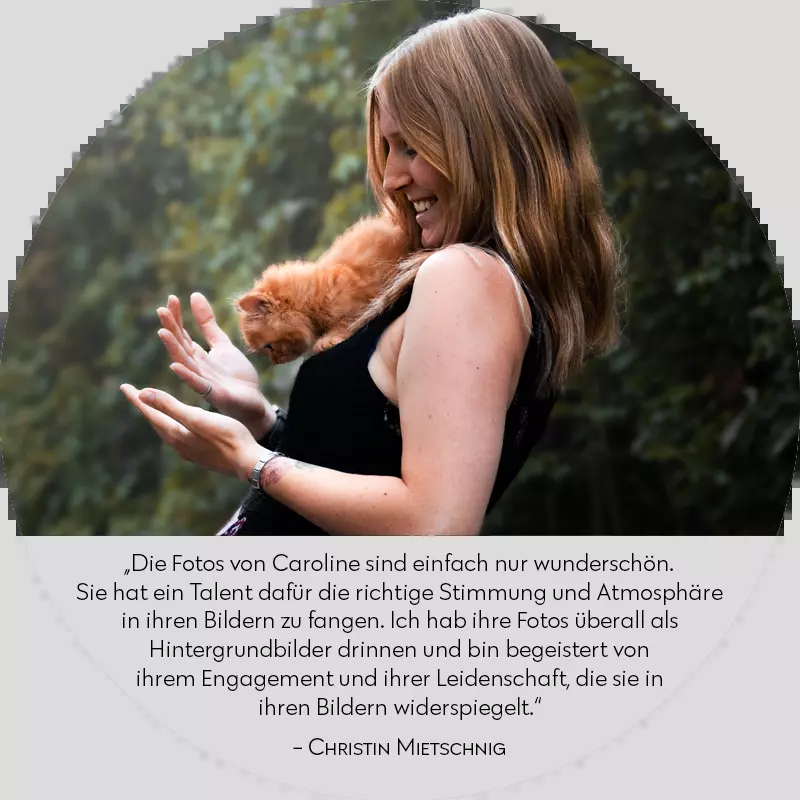 „Die Fotos von Caroline sind einfach nur wunderschön.
Sie hat ein Talent dafür die richtige Stimmung und Atmosphäre
in ihren Bildern zu fangen. Ich hab ihre Fotos überall als
Hintergrundbilder drinnen und bin begeistert von
ihrem Engagement und ihrer Leidenschaft, die sie in
ihren Bildern widerspiegelt.“
– Christin Mietschnig